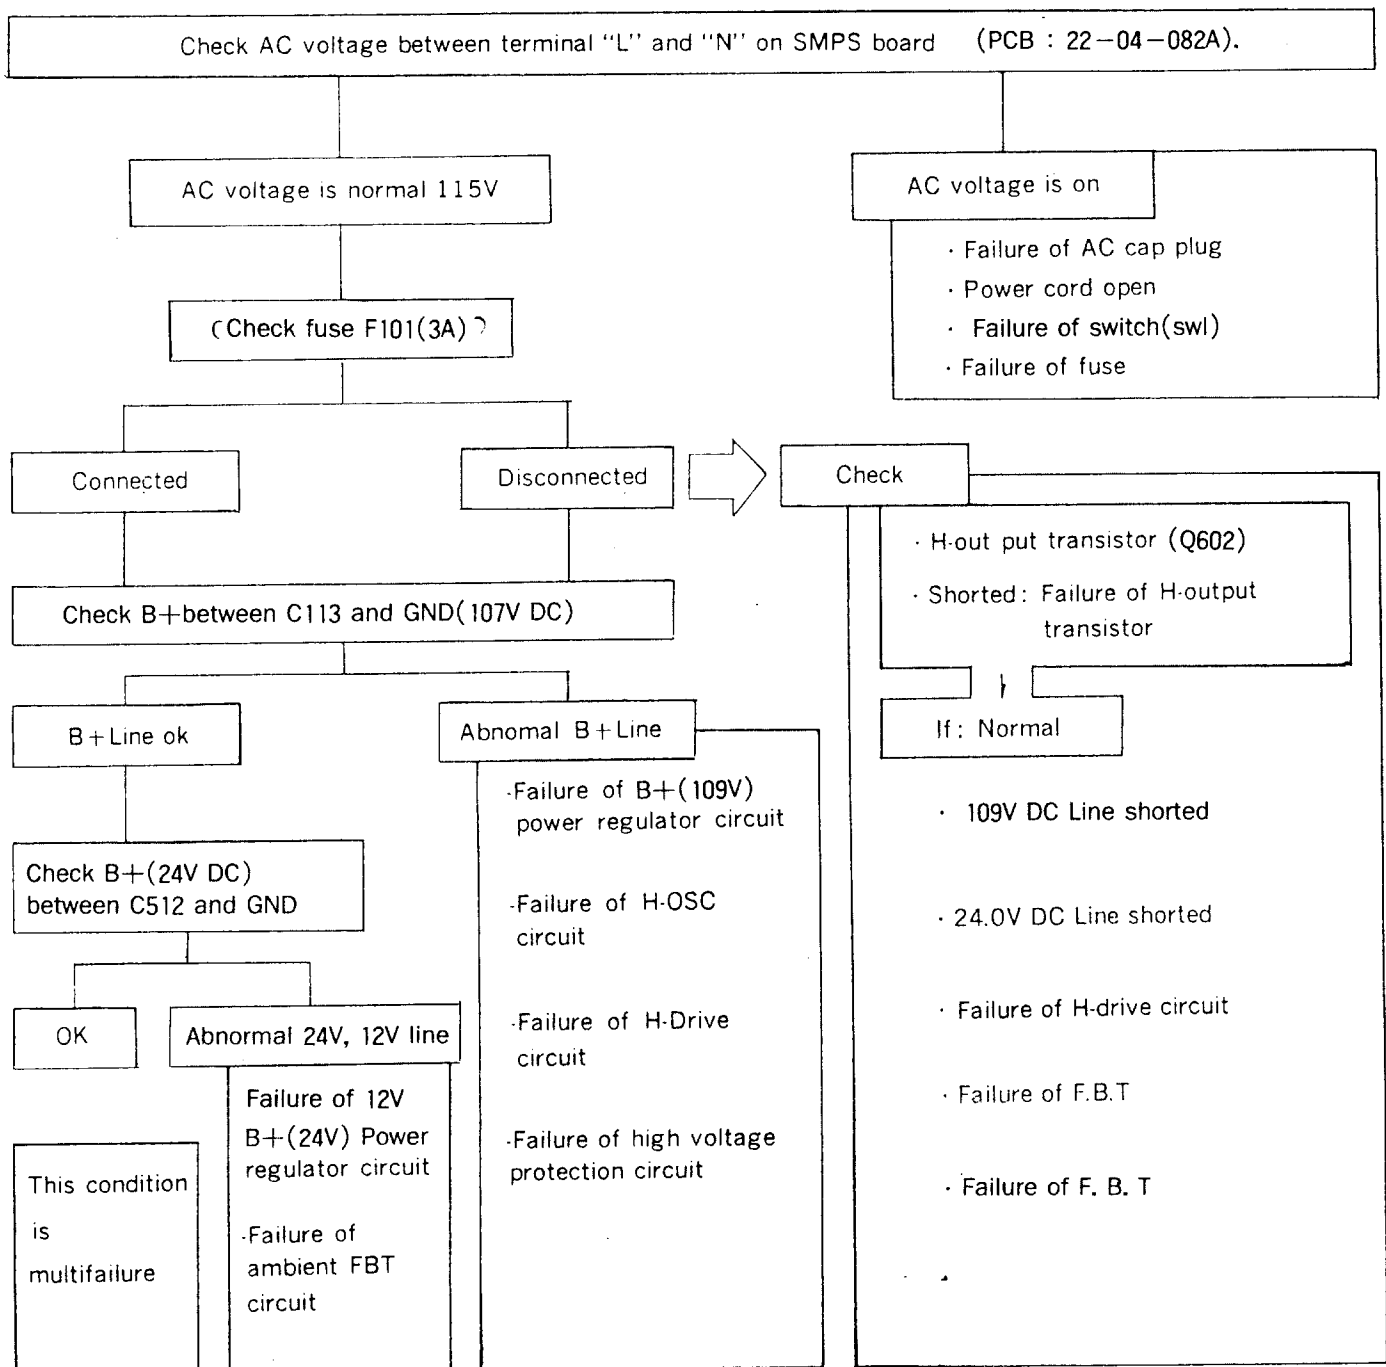 Check AC voltage between terminal “L” and “N” on SMPS board (PCB : 22-04-082A).
AC voltage is normal 115V
AC voltage is on
· Failure of AC cap plug
· Power cord open
· Failure of switch(swl)
· Failure of fuse
(Check fuse F101(3A))
Connected
Disconnected
Check
· H-out put transistor (Q602)
· Shorted: Failure of H-output
transistor
If: Normal
· 109V DC Line shorted
· 24.0V DC Line shorted
· Failure of H-drive circuit
· Failure of F.B.T
· Failure of F. B. T
Check B+between C113 and GND(107V DC)
B+Line ok
Abnomal B+Line
·Failure of B+(109V)
power regulator circuit
·Failure of H-OSC
circuit
·Failure of H-Drive
circuit
·Failure of high voltage
protection circuit
Check B+(24V DC)
between C512 and GND
OK
Abnormal 24V, 12V line
Failure of 12V
B+(24V) Power
regulator circuit
·Failure of
ambient FBT
circuit
This condition
is
multifailure